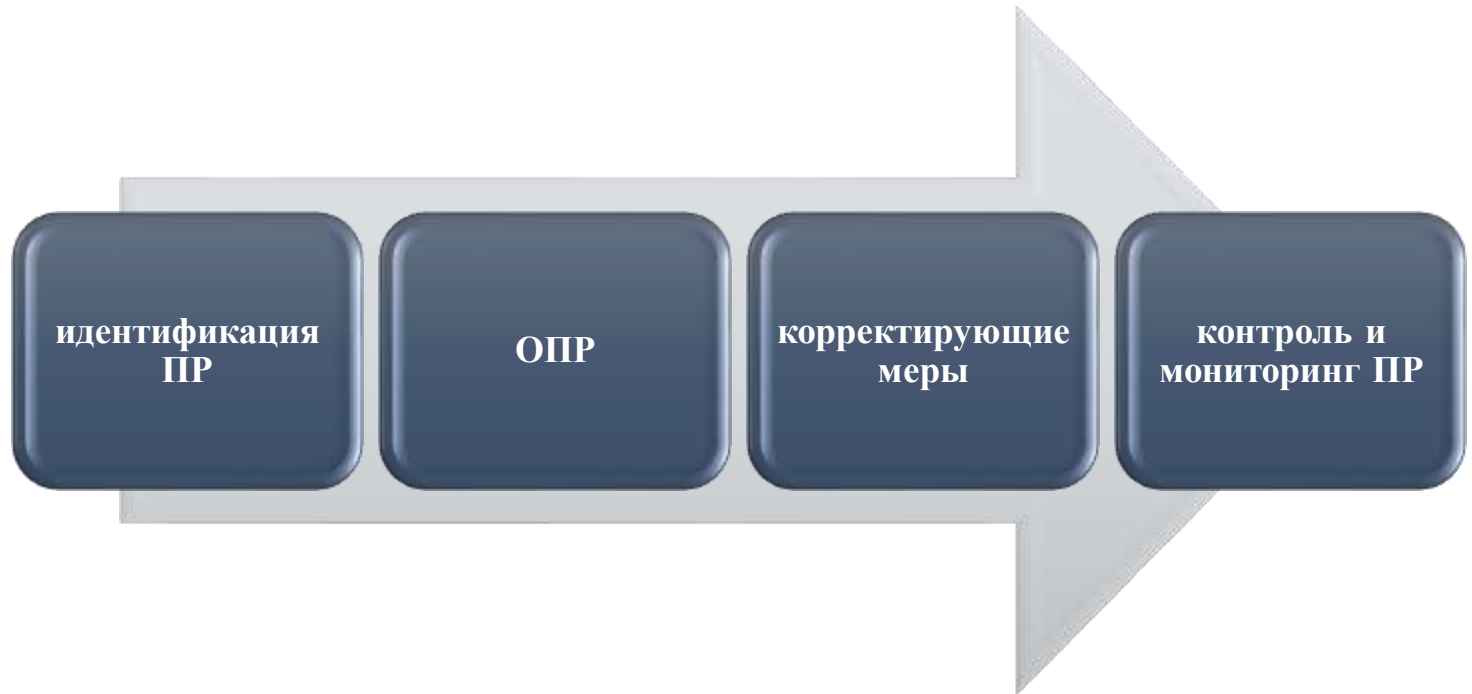 идентификация
ПР
ОПР
корректирующие
меры
контроль и
мониторинг ПР